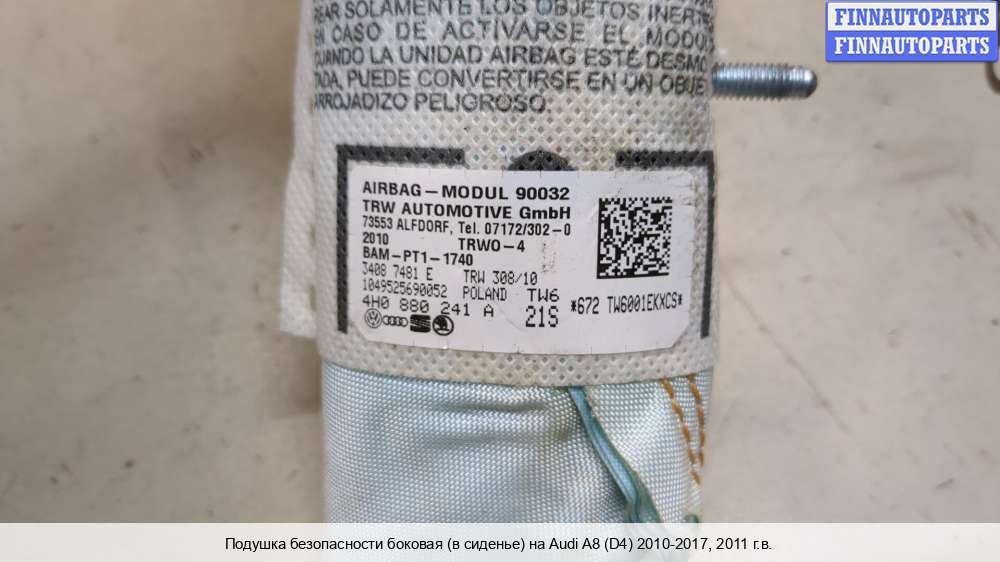 REAR SOLAMENTE LOS OBJETOS INERT
EN CASO DE ACTIVARSE EL MODU
CUANDO LA UNIDAD AIRBAG ESTÉ DESMO
TADA, PUEDE CONVERTIRSE EN UN OBJE
ARROJADIZO PELIGROSO.
FINNAUTOPARTS
FINNAUTOPARTS
AIRBAG – MODUL 90032
TRW AUTOMOTIVE GmbH
73553 ALFDORF, Tel. 07172/302-0
2010 TRWO-4
BAM-PT1-1740
3408 7481 E TRW 308/10
1049525690052 POLAND TW6
4H0 880 241 A 21S
*672 TW6001EKXCS*
Подушка безопасности боковая (в сиденье) на Audi A8 (D4) 2010-2017, 2011 г.в.